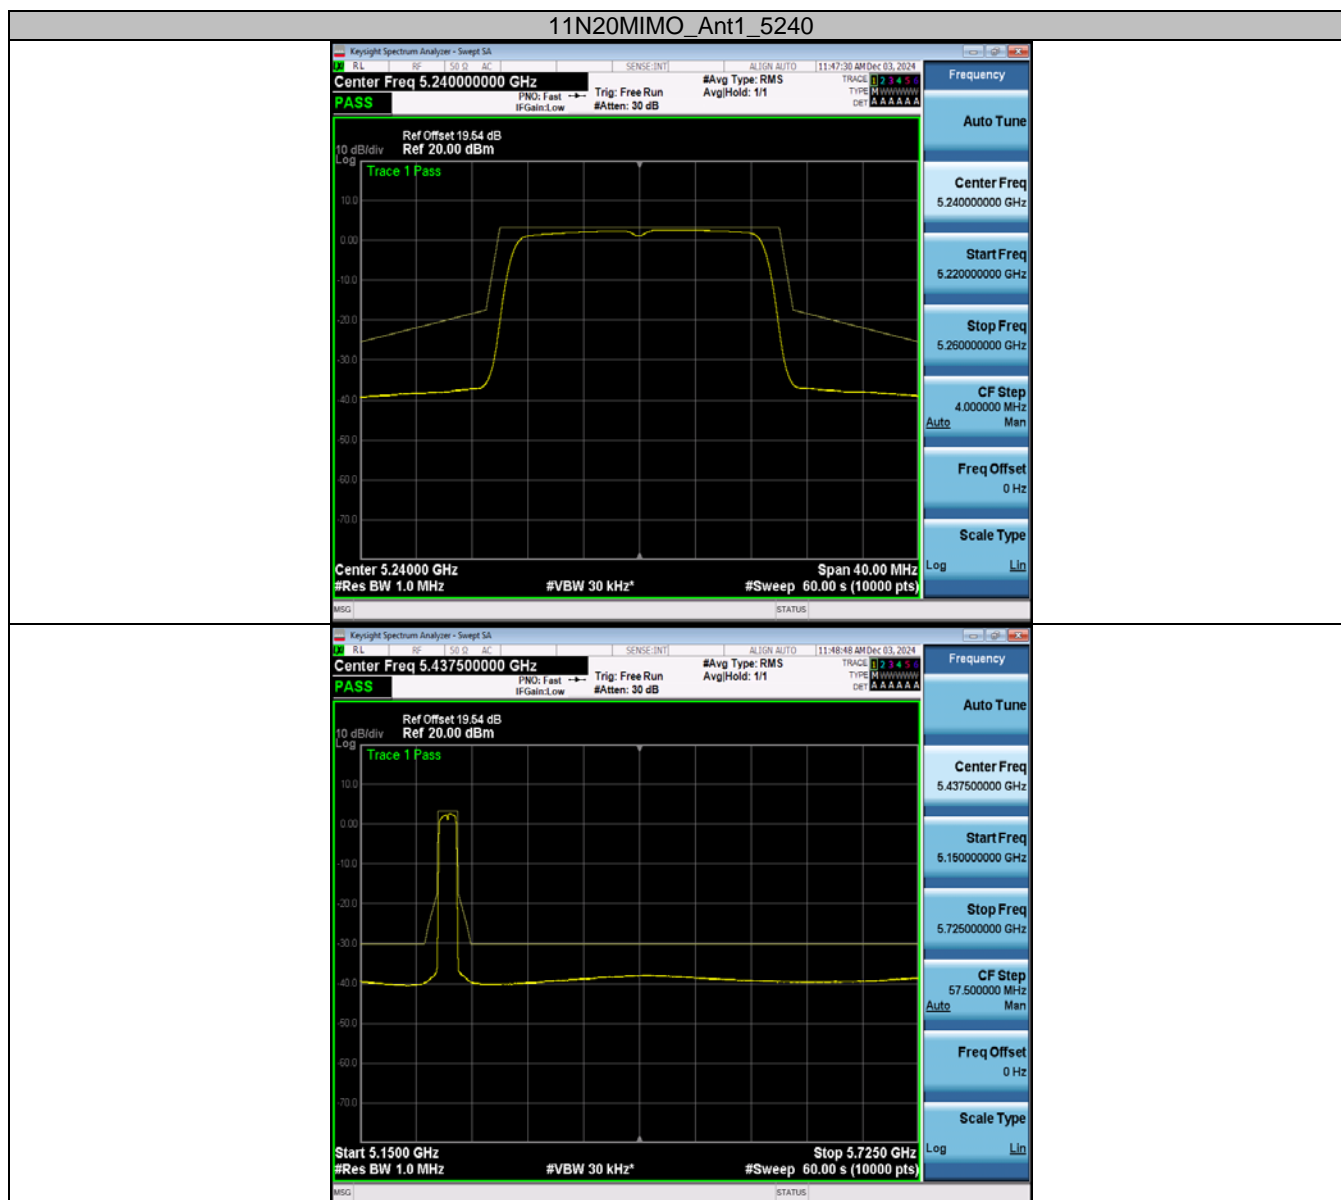 11N20MIMO_Ant1_5240
Keysight Spectrum Analyzer - Swept SA
RL RF 50 Ω AC SENSE:INT ALIGN AUTO 11:47:30 AM Dec 03, 2024
Center Freq 5.240000000 GHz
PASS
PNO: Fast
IFGain:Low
Trig: Free Run
#Atten: 30 dB
#Avg Type: RMS
Avg|Hold: 1/1
TRACE 1 2 3 4 5 6
TYPE M WWWWW
DET A A A A A A
Ref Offset 19.54 dB
10 dB/div Ref 20.00 dBm
Log
Trace 1 Pass
10.0
0.00
-10.0
-20.0
-30.0
-40.0
-50.0
-60.0
-70.0
Center 5.24000 GHz Span 40.00 MHz
#Res BW 1.0 MHz #VBW 30 kHz* #Sweep 60.00 s (10000 pts)
MSG STATUS
Frequency
Auto Tune
Center Freq
5.240000000 GHz
Start Freq
5.220000000 GHz
Stop Freq
5.260000000 GHz
CF Step
4.000000 MHz
Auto Man
Freq Offset
0 Hz
Scale Type
Log Lin
Keysight Spectrum Analyzer - Swept SA
RL RF 50 Ω AC SENSE:INT ALIGN AUTO 11:48:48 AM Dec 03, 2024
Center Freq 5.437500000 GHz
PASS
PNO: Fast
IFGain:Low
Trig: Free Run
#Atten: 30 dB
#Avg Type: RMS
Avg|Hold: 1/1
TRACE 1 2 3 4 5 6
TYPE M WWWWW
DET A A A A A A
Ref Offset 19.54 dB
10 dB/div Ref 20.00 dBm
Log
Trace 1 Pass
10.0
0.00
-10.0
-20.0
-30.0
-40.0
-50.0
-60.0
-70.0
Start 5.1500 GHz Stop 5.7250 GHz
#Res BW 1.0 MHz #VBW 30 kHz* #Sweep 60.00 s (10000 pts)
MSG STATUS
Frequency
Auto Tune
Center Freq
5.437500000 GHz
Start Freq
5.150000000 GHz
Stop Freq
5.725000000 GHz
CF Step
57.500000 MHz
Auto Man
Freq Offset
0 Hz
Scale Type
Log Lin